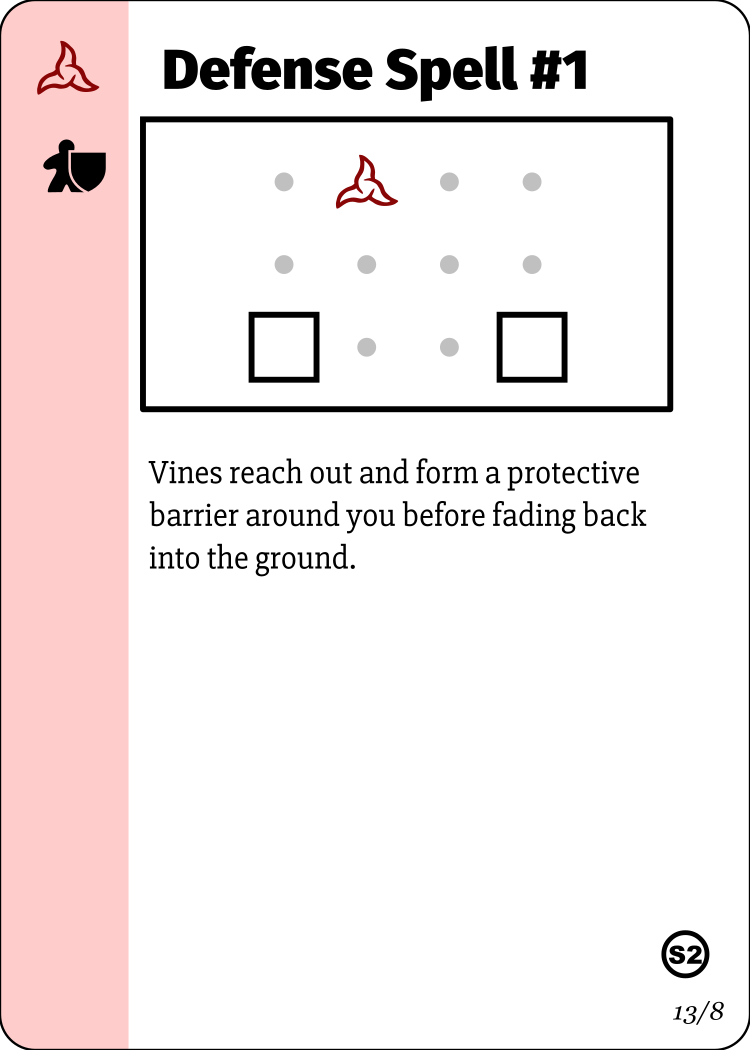 Defense Spell #1
Vines reach out and form a protective
barrier around you before fading back
into the ground.
S2
13/8